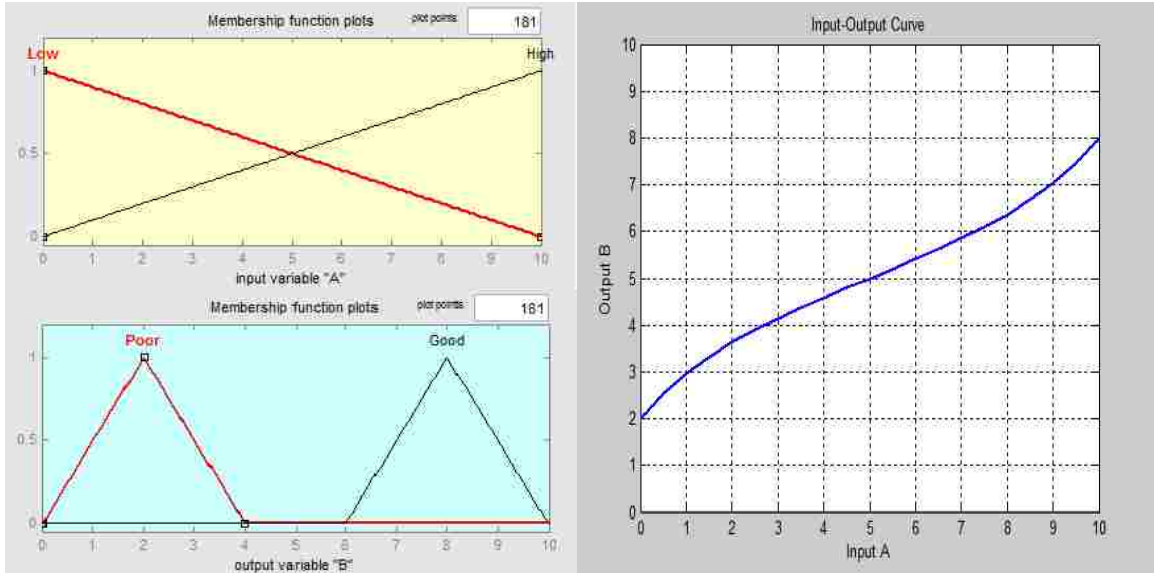 Membership function plots
plot points:
181
Low
High
1
0.5
0
0 1 2 3 4 5 6 7 8 9 10
input variable "A"
Membership function plots
plot points:
181
Poor
Good
1
0.5
0
0 1 2 3 4 5 6 7 8 9 10
output variable "B"
Input-Output Curve
10
9
8
7
6
5
4
3
2
1
0
Output B
0 1 2 3 4 5 6 7 8 9 10
Input A